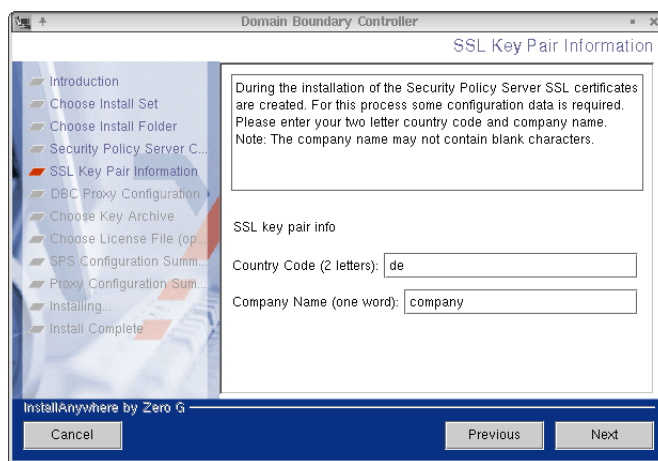 Domain Boundary Controller
SSL Key Pair Information
Introduction
Choose Install Set
Choose Install Folder
Security Policy Server C...
SSL Key Pair Information
DBC Proxy Configuration
Choose Key Archive
Choose License File (op...
SPS Configuration Summ...
Proxy Configuration Sum...
Installing...
Install Complete
During the installation of the Security Policy Server SSL certificates
are created. For this process some configuration data is required.
Please enter your two letter country code and company name.
Note: The company name may not contain blank characters.
SSL key pair info
Country Code (2 letters): de
Company Name (one word): company
InstallAnywhere by Zero G
Cancel
Previous
Next